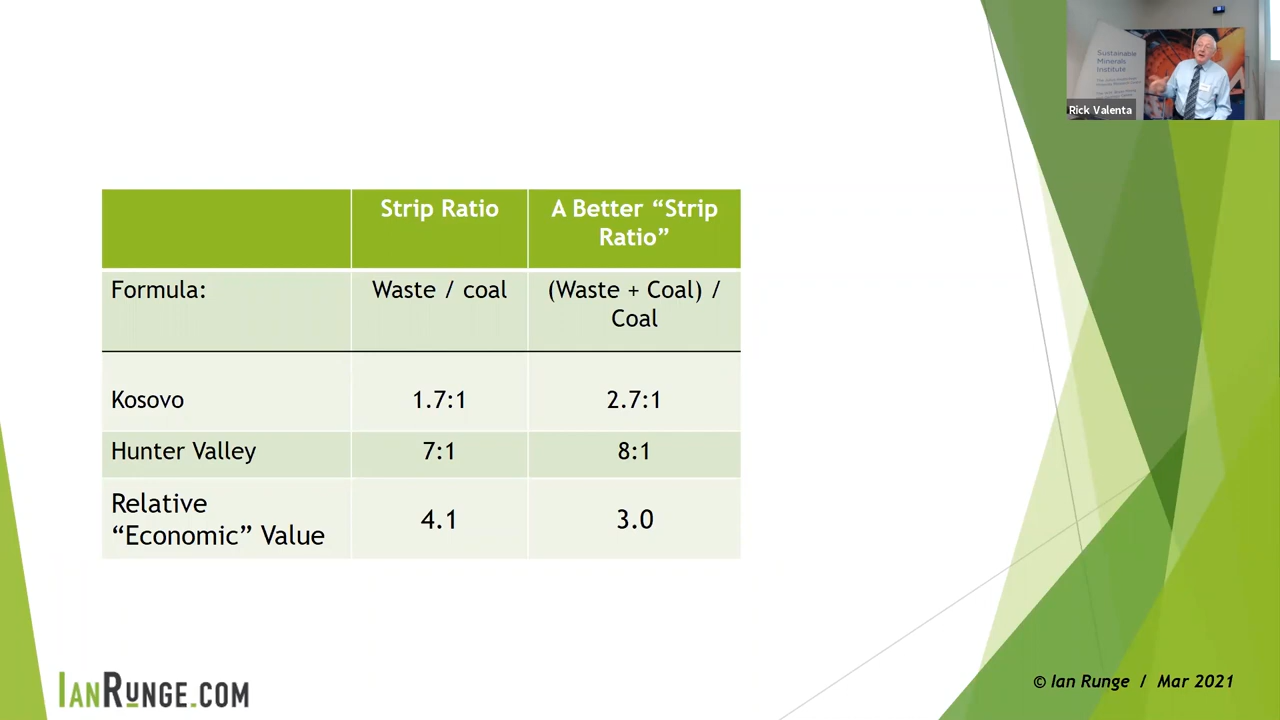 Sustainable
Minerals
Institute
Rick Valenta
Strip Ratio
A Better “Strip
Ratio”
Formula:
Waste / coal
(Waste + Coal) /
Coal
Kosovo
1.7:1
2.7:1
Hunter Valley
7:1
8:1
Relative
“Economic” Value
4.1
3.0
IANRUNGE.COM
© Ian Runge / Mar 2021